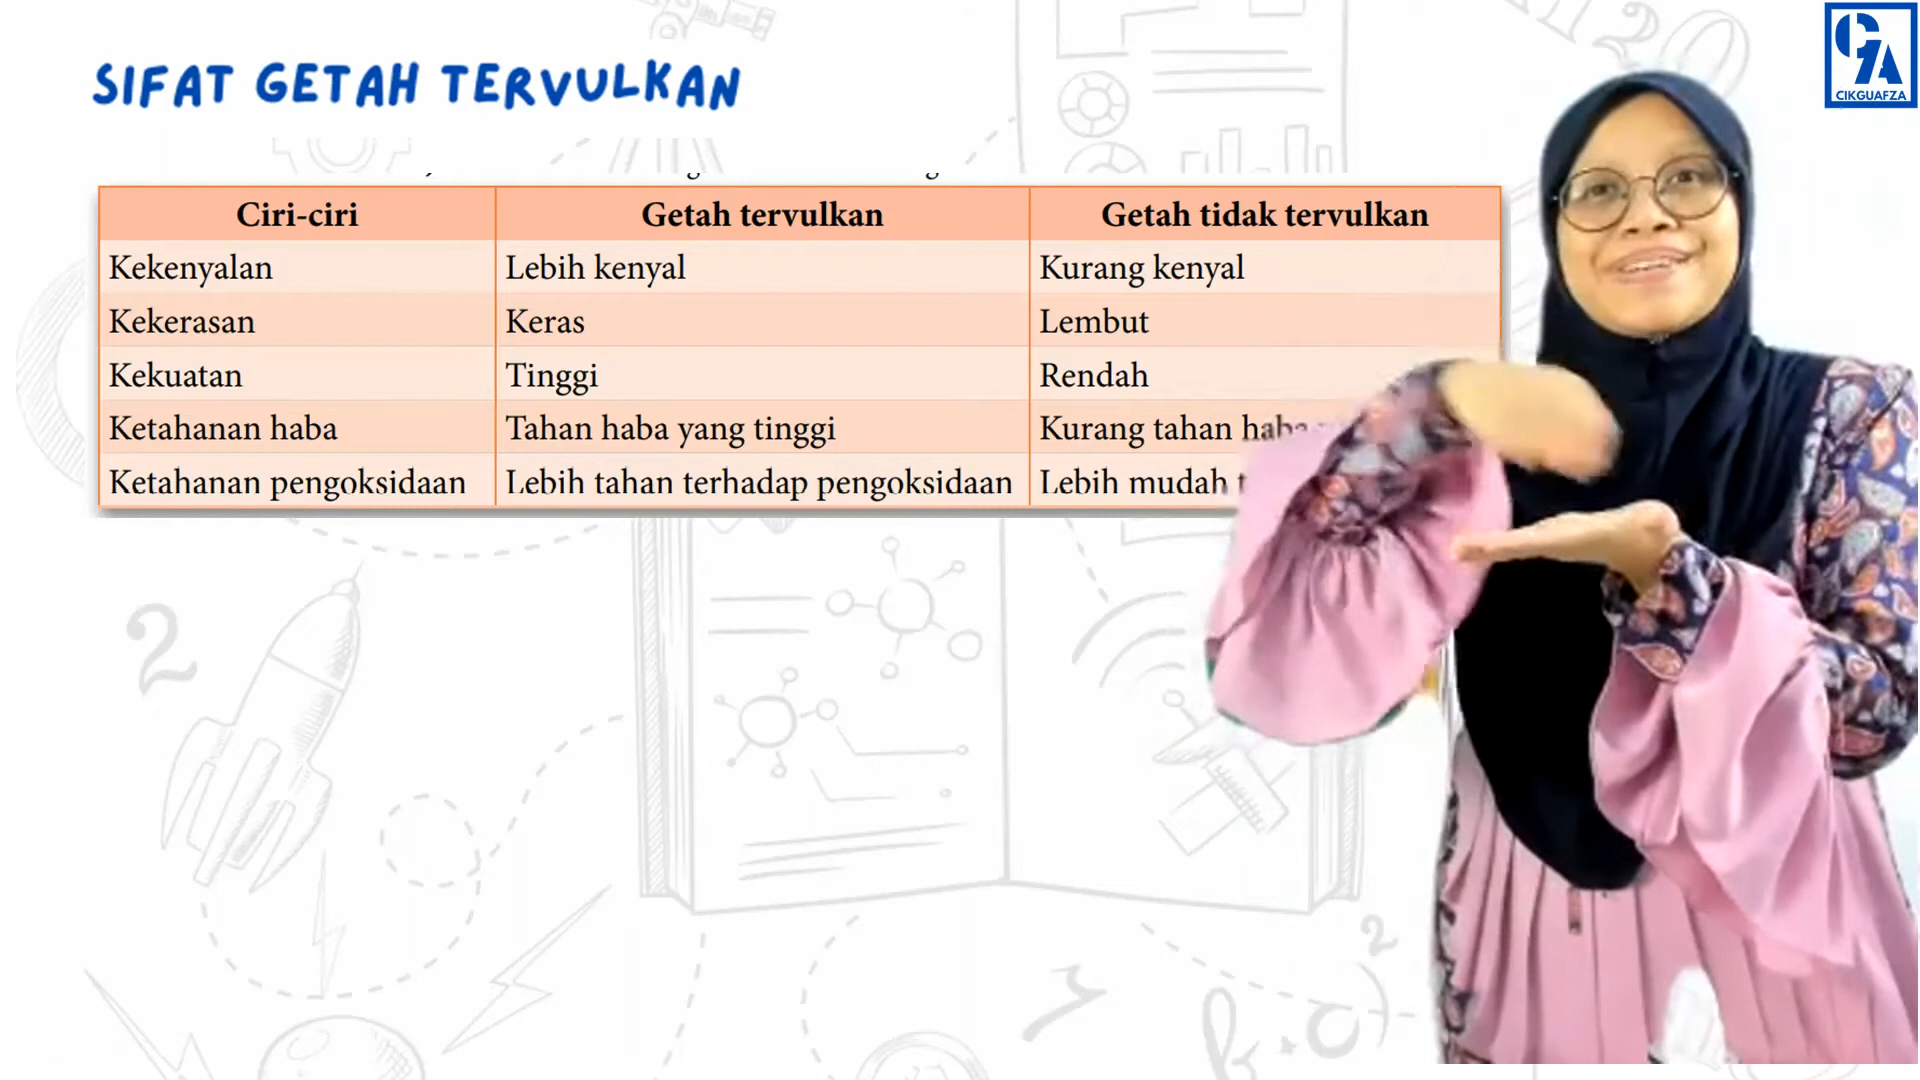 SIFAT GETAH TERVULKAN
CIKGUAFZA
Ciri-ciri Getah tervulkan Getah tidak tervulkan
Kekenyalan Lebih kenyal Kurang kenyal
Kekerasan Keras Lembut
Kekuatan Tinggi Rendah
Ketahanan haba Tahan haba yang tinggi Kurang tahan haba
Ketahanan pengoksidaan Lebih tahan terhadap pengoksidaan Lebih mudah